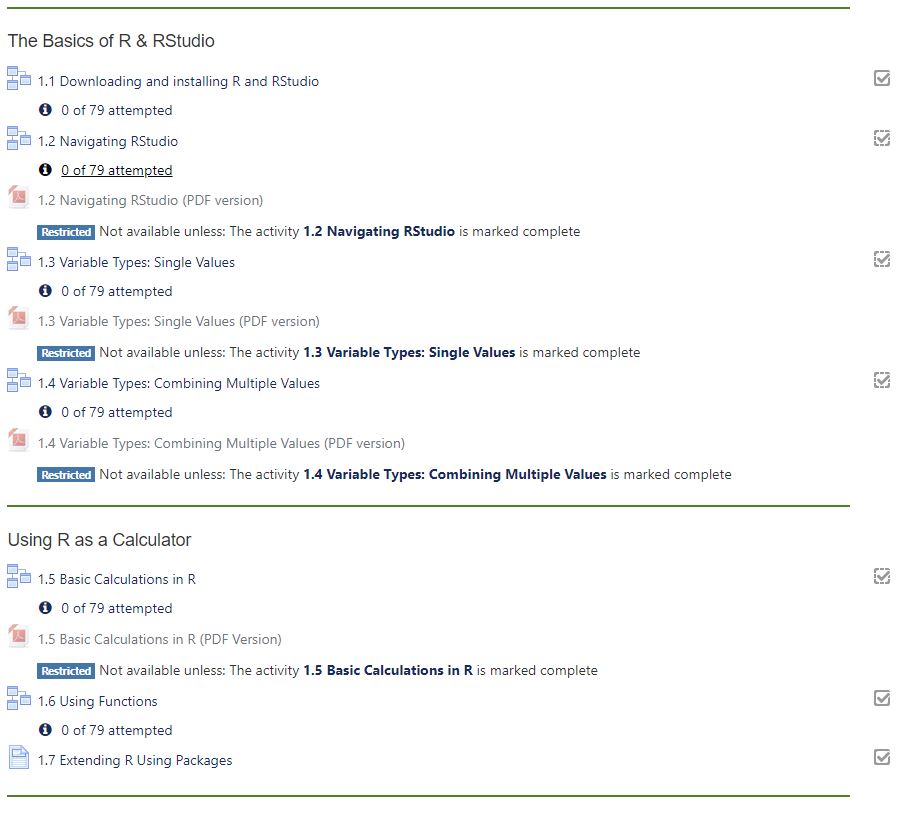 The Basics of R & RStudio
1.1 Downloading and installing R and RStudio
0 of 79 attempted
1.2 Navigating RStudio
0 of 79 attempted
1.2 Navigating RStudio (PDF version)
Restricted Not available unless: The activity 1.2 Navigating RStudio is marked complete
1.3 Variable Types: Single Values
0 of 79 attempted
1.3 Variable Types: Single Values (PDF version)
Restricted Not available unless: The activity 1.3 Variable Types: Single Values is marked complete
1.4 Variable Types: Combining Multiple Values
0 of 79 attempted
1.4 Variable Types: Combining Multiple Values (PDF version)
Restricted Not available unless: The activity 1.4 Variable Types: Combining Multiple Values is marked complete
Using R as a Calculator
1.5 Basic Calculations in R
0 of 79 attempted
1.5 Basic Calculations in R (PDF Version)
Restricted Not available unless: The activity 1.5 Basic Calculations in R is marked complete
1.6 Using Functions
0 of 79 attempted
1.7 Extending R Using Packages